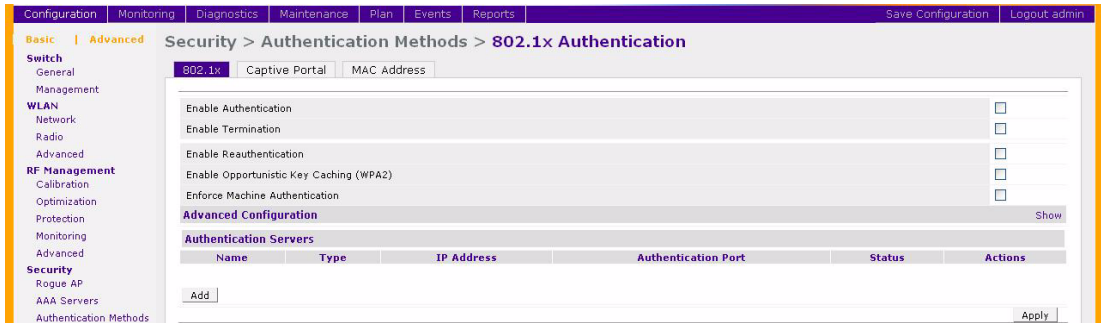 Configuration Monitoring Diagnostics Maintenance Plan Events Reports Save Configuration Logout admin
Basic | Advanced
Switch
General
Management
WLAN
Network
Radio
Advanced
RF Management
Calibration
Optimization
Protection
Monitoring
Advanced
Security
Rogue AP
AAA Servers
Authentication Methods
Security > Authentication Methods > 802.1x Authentication
802.1x Captive Portal MAC Address
Enable Authentication
Enable Termination
Enable Reauthentication
Enable Opportunistic Key Caching (WPA2)
Enforce Machine Authentication
Advanced Configuration Show
Authentication Servers
Name Type IP Address Authentication Port Status Actions
Add
Apply